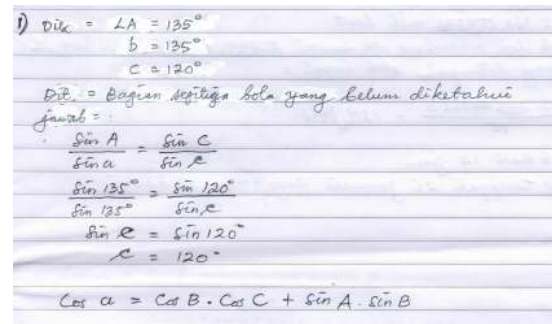 1) Dik = ∠A = 135°
b = 135°
C = 120°
Dit. = Bagian segitiga bola yang belum diketahui
jawab = :
Sin A / Sin a = Sin C / Sin c
Sin 135° / Sin 135° = Sin 120° / Sin c
Sin c = Sin 120°
c = 120°
Cos a = Cos B . Cos C + Sin A . Sin B